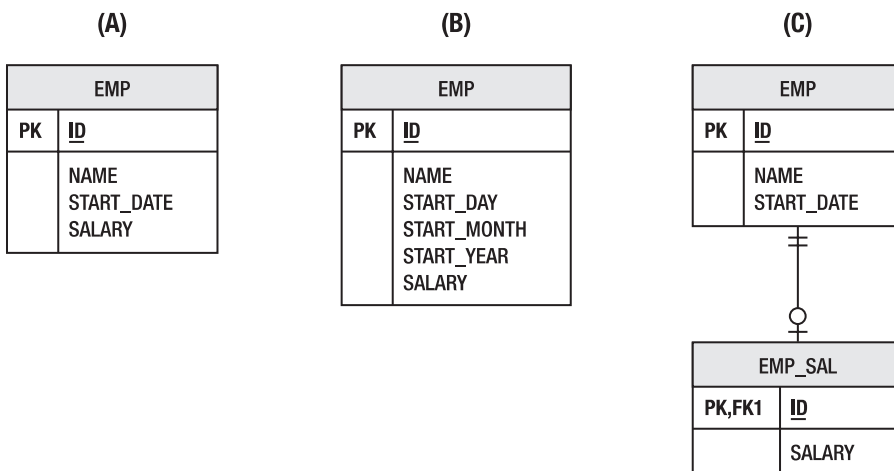 (A)
EMP
PK ID
NAME
START_DATE
SALARY
(B)
EMP
PK ID
NAME
START_DAY
START_MONTH
START_YEAR
SALARY
(C)
EMP
PK ID
NAME
START_DATE
EMP_SAL
PK,FK1 ID
SALARY